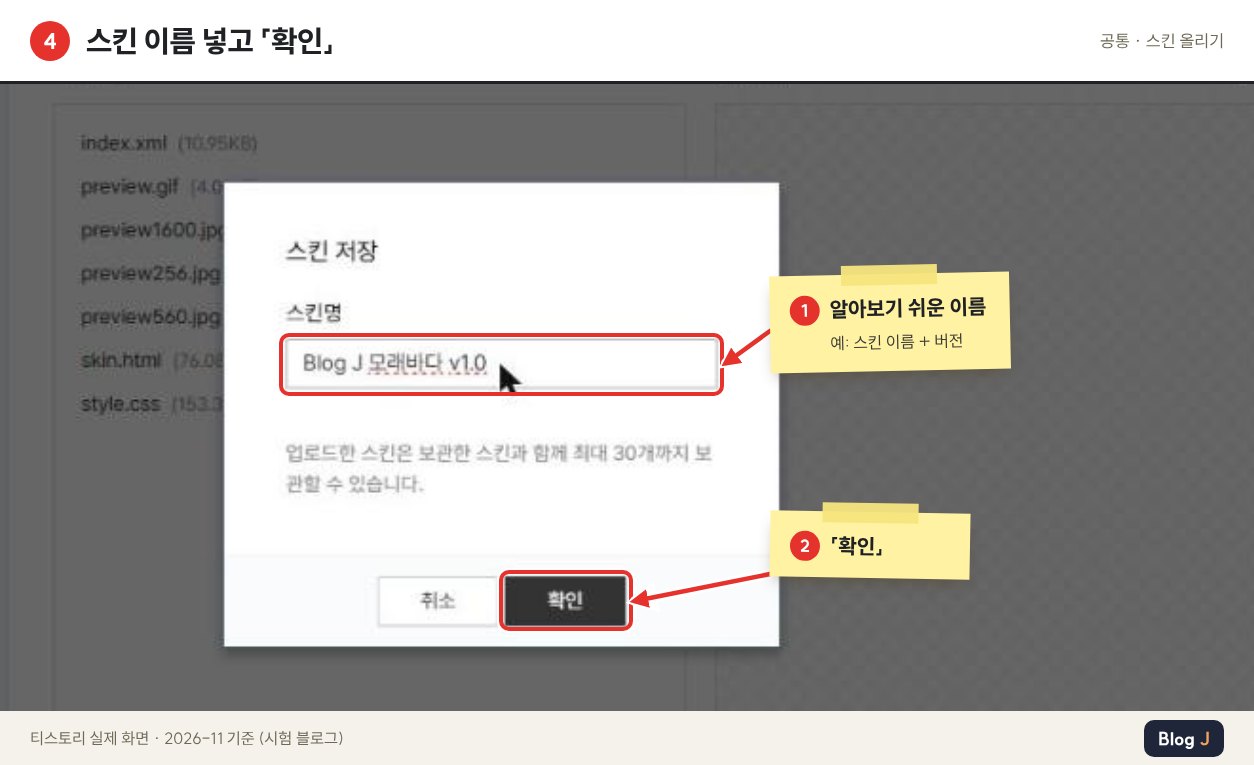 4 스킨 이름 넣고 「확인」
공통 · 스킨 올리기
index.xml (10.95KB)
preview.gif (4.0
preview1600.jpg
preview256.jpg
preview560.jpg
skin.html (76.08
style.css (153.3
스킨 저장
스킨명
Blog J 모래바다 v1.0
업로드한 스킨은 보관한 스킨과 함께 최대 30개까지 보
관할 수 있습니다.
취소 확인
1 알아보기 쉬운 이름
예: 스킨 이름 + 버전
2 「확인」
티스토리 실제 화면 · 2026-11 기준 (시험 블로그)
Blog J